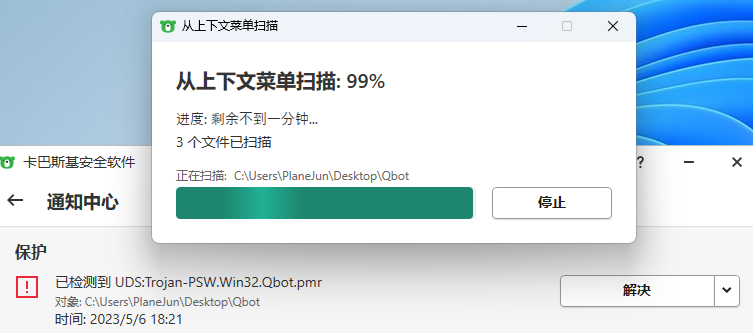 从上下文菜单扫描
从上下文菜单扫描: 99%
进度: 剩余不到一分钟...
3 个文件已扫描
正在扫描: C:\Users\PlaneJun\Desktop\Qbot
停止
卡巴斯基安全软件
?
通知中心
保护
已检测到 UDS:Trojan-PSW.Win32.Qbot.pmr
对象: C:\Users\PlaneJun\Desktop\Qbot
时间: 2023/5/6 18:21
解决